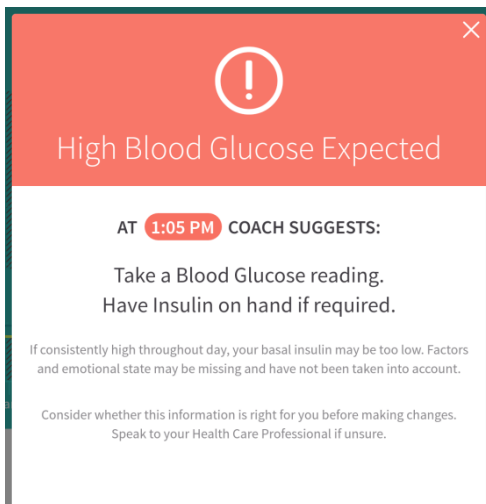 High Blood Glucose Expected
AT 1:05 PM COACH SUGGESTS:
Take a Blood Glucose reading.
Have Insulin on hand if required.
If consistently high throughout day, your basal insulin may be too low. Factors
and emotional state may be missing and have not been taken into account.
Consider whether this information is right for you before making changes.
Speak to your Health Care Professional if unsure.